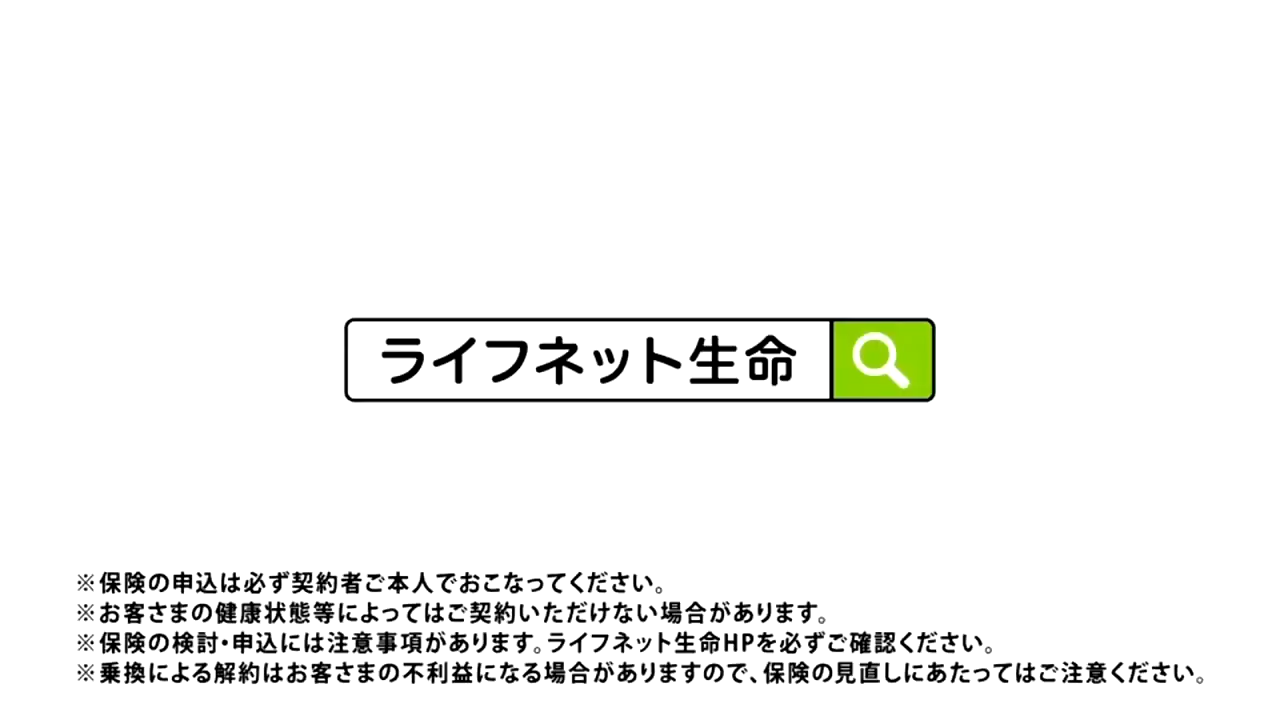 ライフネット生命
※保険の申込は必ず契約者ご本人でおこなってください。
※お客さまの健康状態等によってはご契約いただけない場合があります。
※保険の検討・申込には注意事項があります。ライフネット生命HPを必ずご確認ください。
※乗換による解約はお客さまの不利益になる場合がありますので、保険の見直しにあたってはご注意ください。